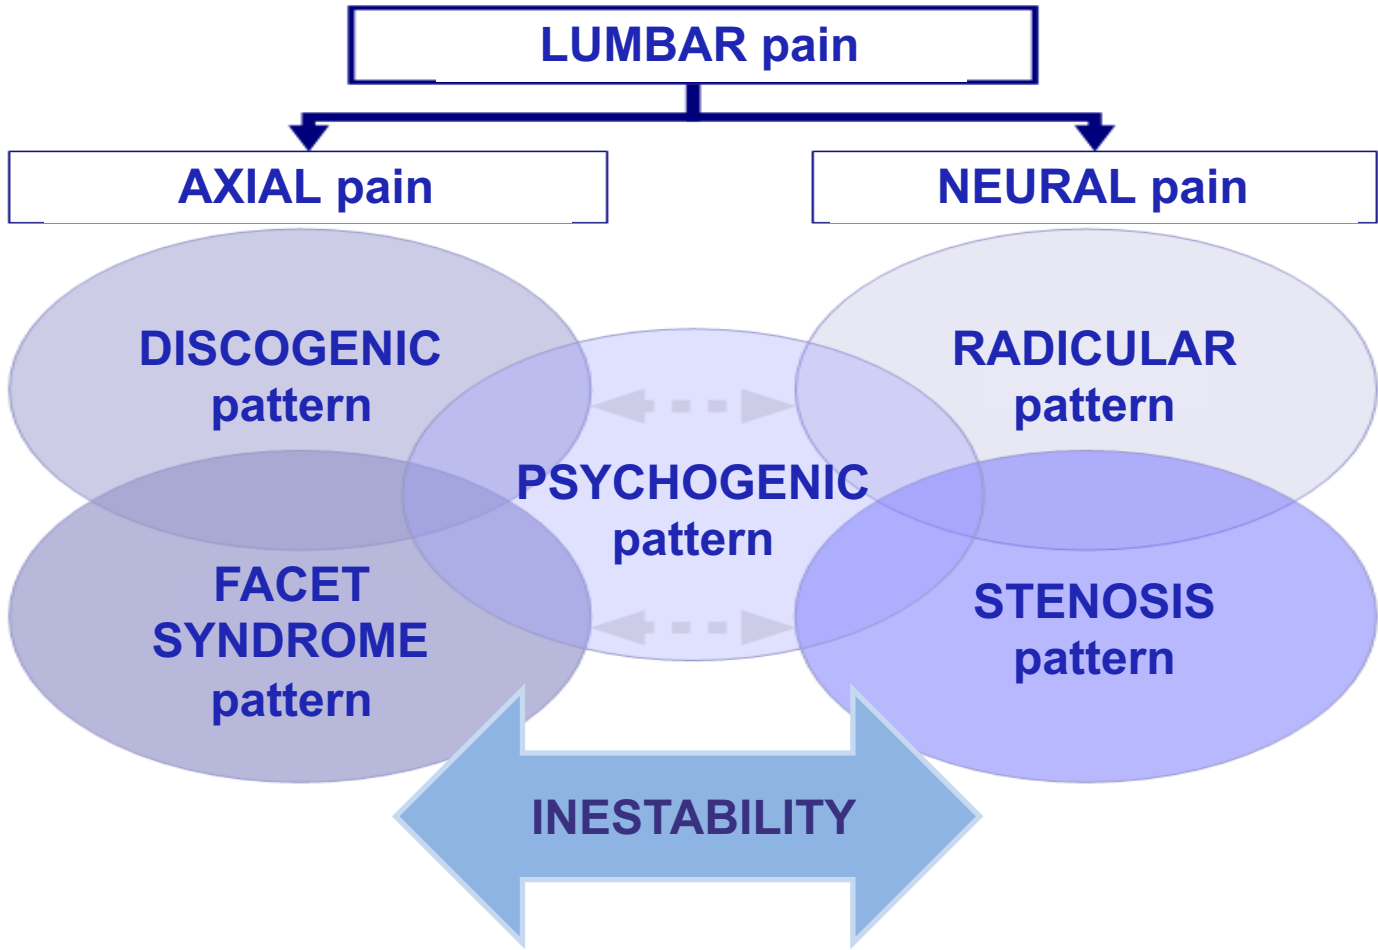 LUMBAR pain
AXIAL pain
NEURAL pain
DISCOGENIC
pattern
RADICULAR
pattern
PSYCHOGENIC
pattern
FACET
SYNDROME
pattern
STENOSIS
pattern
INESTABILITY